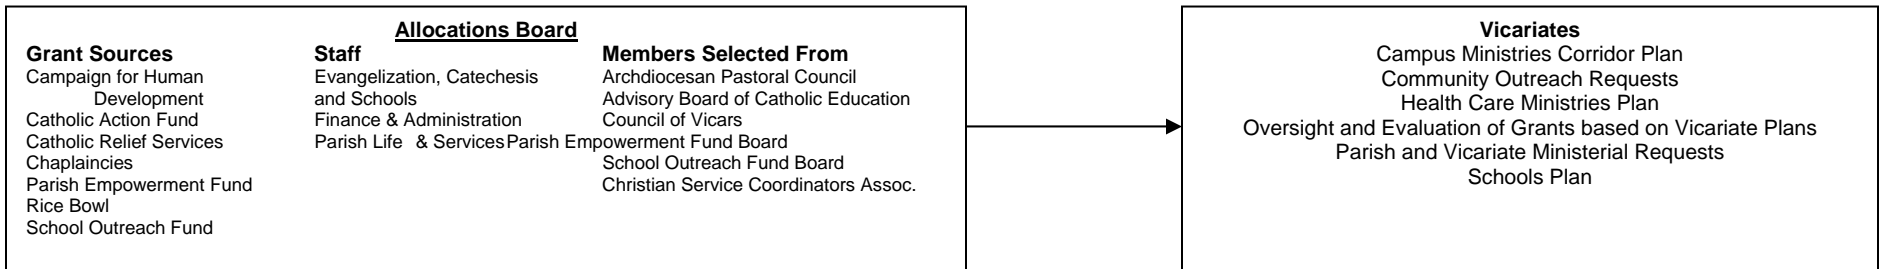 Allocations Board
Grant Sources
Campaign for Human
Development
Catholic Action Fund
Catholic Relief Services
Chaplaincies
Parish Empowerment Fund
Rice Bowl
School Outreach Fund
Staff
Evangelization, Catechesis
and Schools
Finance & Administration
Parish Life & Services
Members Selected From
Archdiocesan Pastoral Council
Advisory Board of Catholic Education
Council of Vicars
Parish Empowerment Fund Board
School Outreach Fund Board
Christian Service Coordinators Assoc.
Vicariates
Campus Ministries Corridor Plan
Community Outreach Requests
Health Care Ministries Plan
Oversight and Evaluation of Grants based on Vicariate Plans
Parish and Vicariate Ministerial Requests
Schools Plan